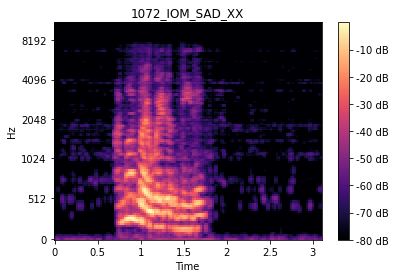 1072_IOM_SAD_XX
8192
4096
2048
1024
512
0
Hz
0 0.5 1 1.5 2 2.5 3
Time
-10 dB
-20 dB
-30 dB
-40 dB
-50 dB
-60 dB
-70 dB
-80 dB